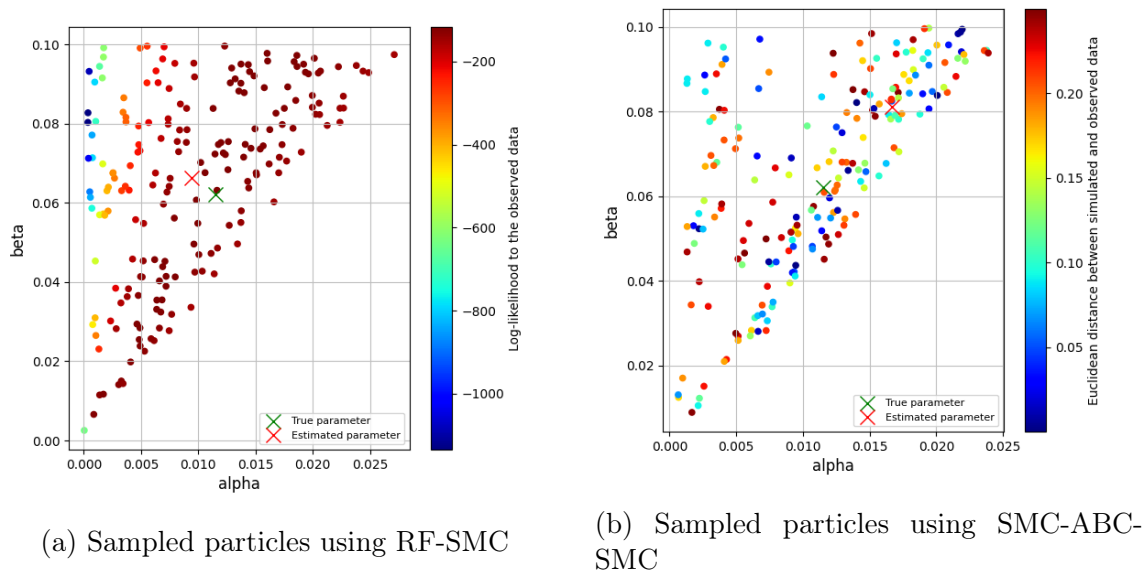 0.10
0.08
0.06
0.04
0.02
0.00
beta
0.000
0.005
0.010
0.015
0.020
0.025
alpha
True parameter
Estimated parameter
−200
−400
−600
−800
−1000
Log-likelihood to the observed data
(a) Sampled particles using RF-SMC
0.10
0.08
0.06
0.04
0.02
beta
0.000
0.005
0.010
0.015
0.020
alpha
True parameter
Estimated parameter
0.20
0.15
0.10
0.05
Euclidean distance between simulated and observed data
(b) Sampled particles using SMC-ABC-
SMC